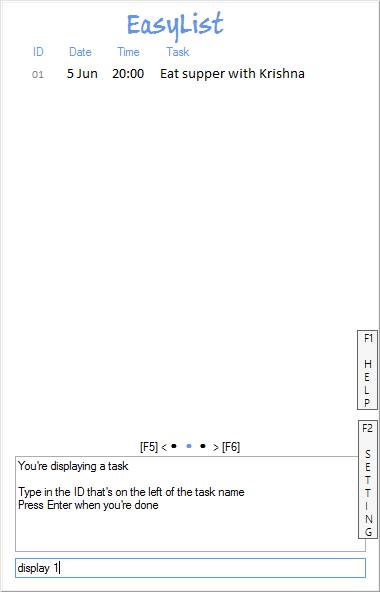 EasyList
ID Date Time Task
01 5 Jun 20:00 Eat supper with Krishna
F1
HELP
[F5] < • • • > [F6]
F2
SETTING
You're displaying a task
Type in the ID that's on the left of the task name
Press Enter when you're done
display 1